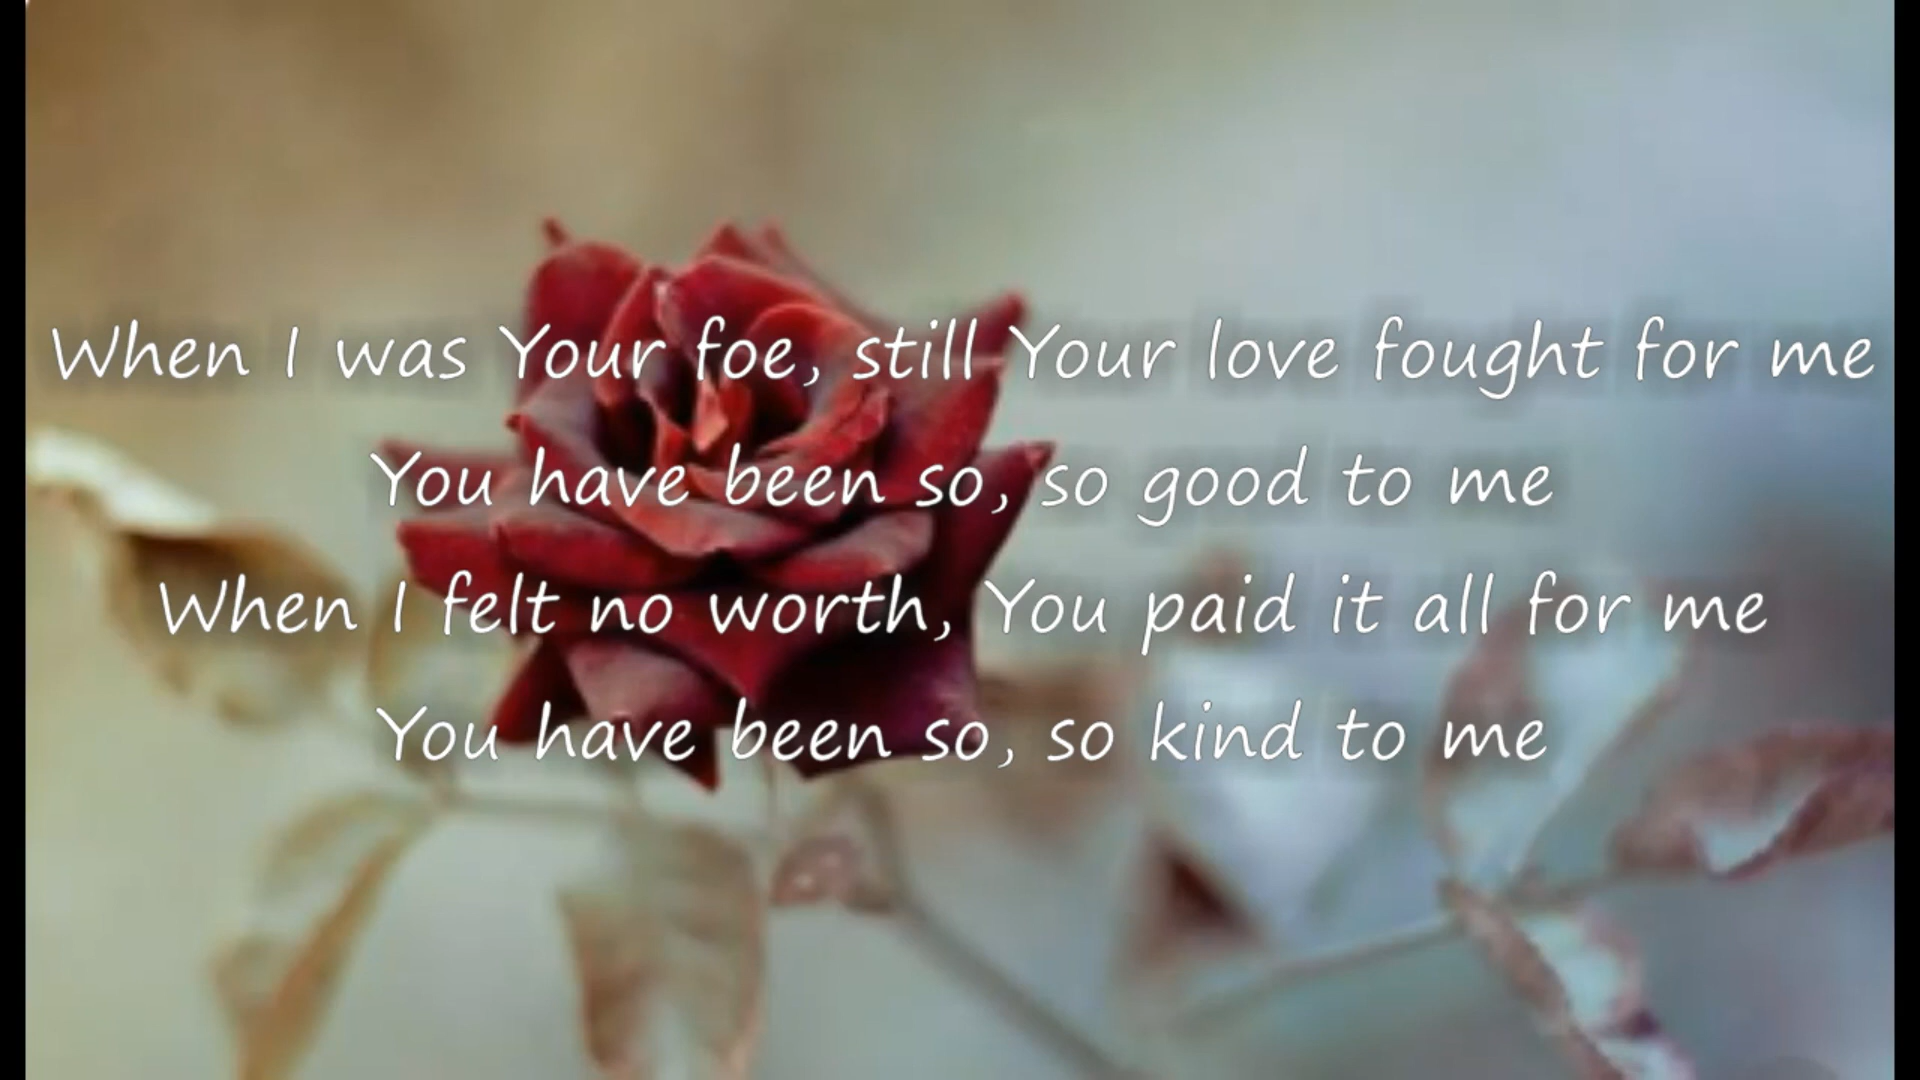 When I was Your foe, still Your love fought for me
You have been so, so good to me
When I felt no worth, You paid it all for me
You have been so, so kind to me